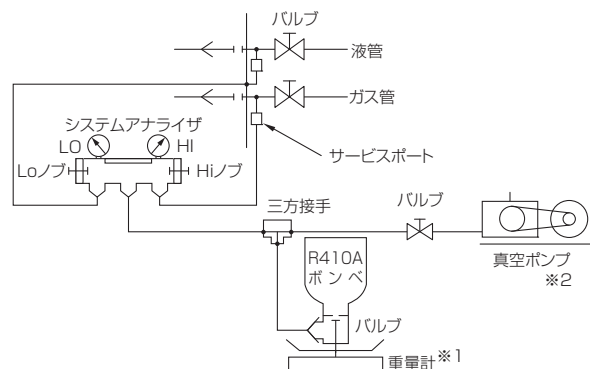 バルブ
液管
ガス管
システムアナライザ
LO
HI
Loノブ
Hiノブ
サービスポート
三方接手
バルブ
R410A
ボンベ
真空ポンプ
※2
バルブ
重量計※1